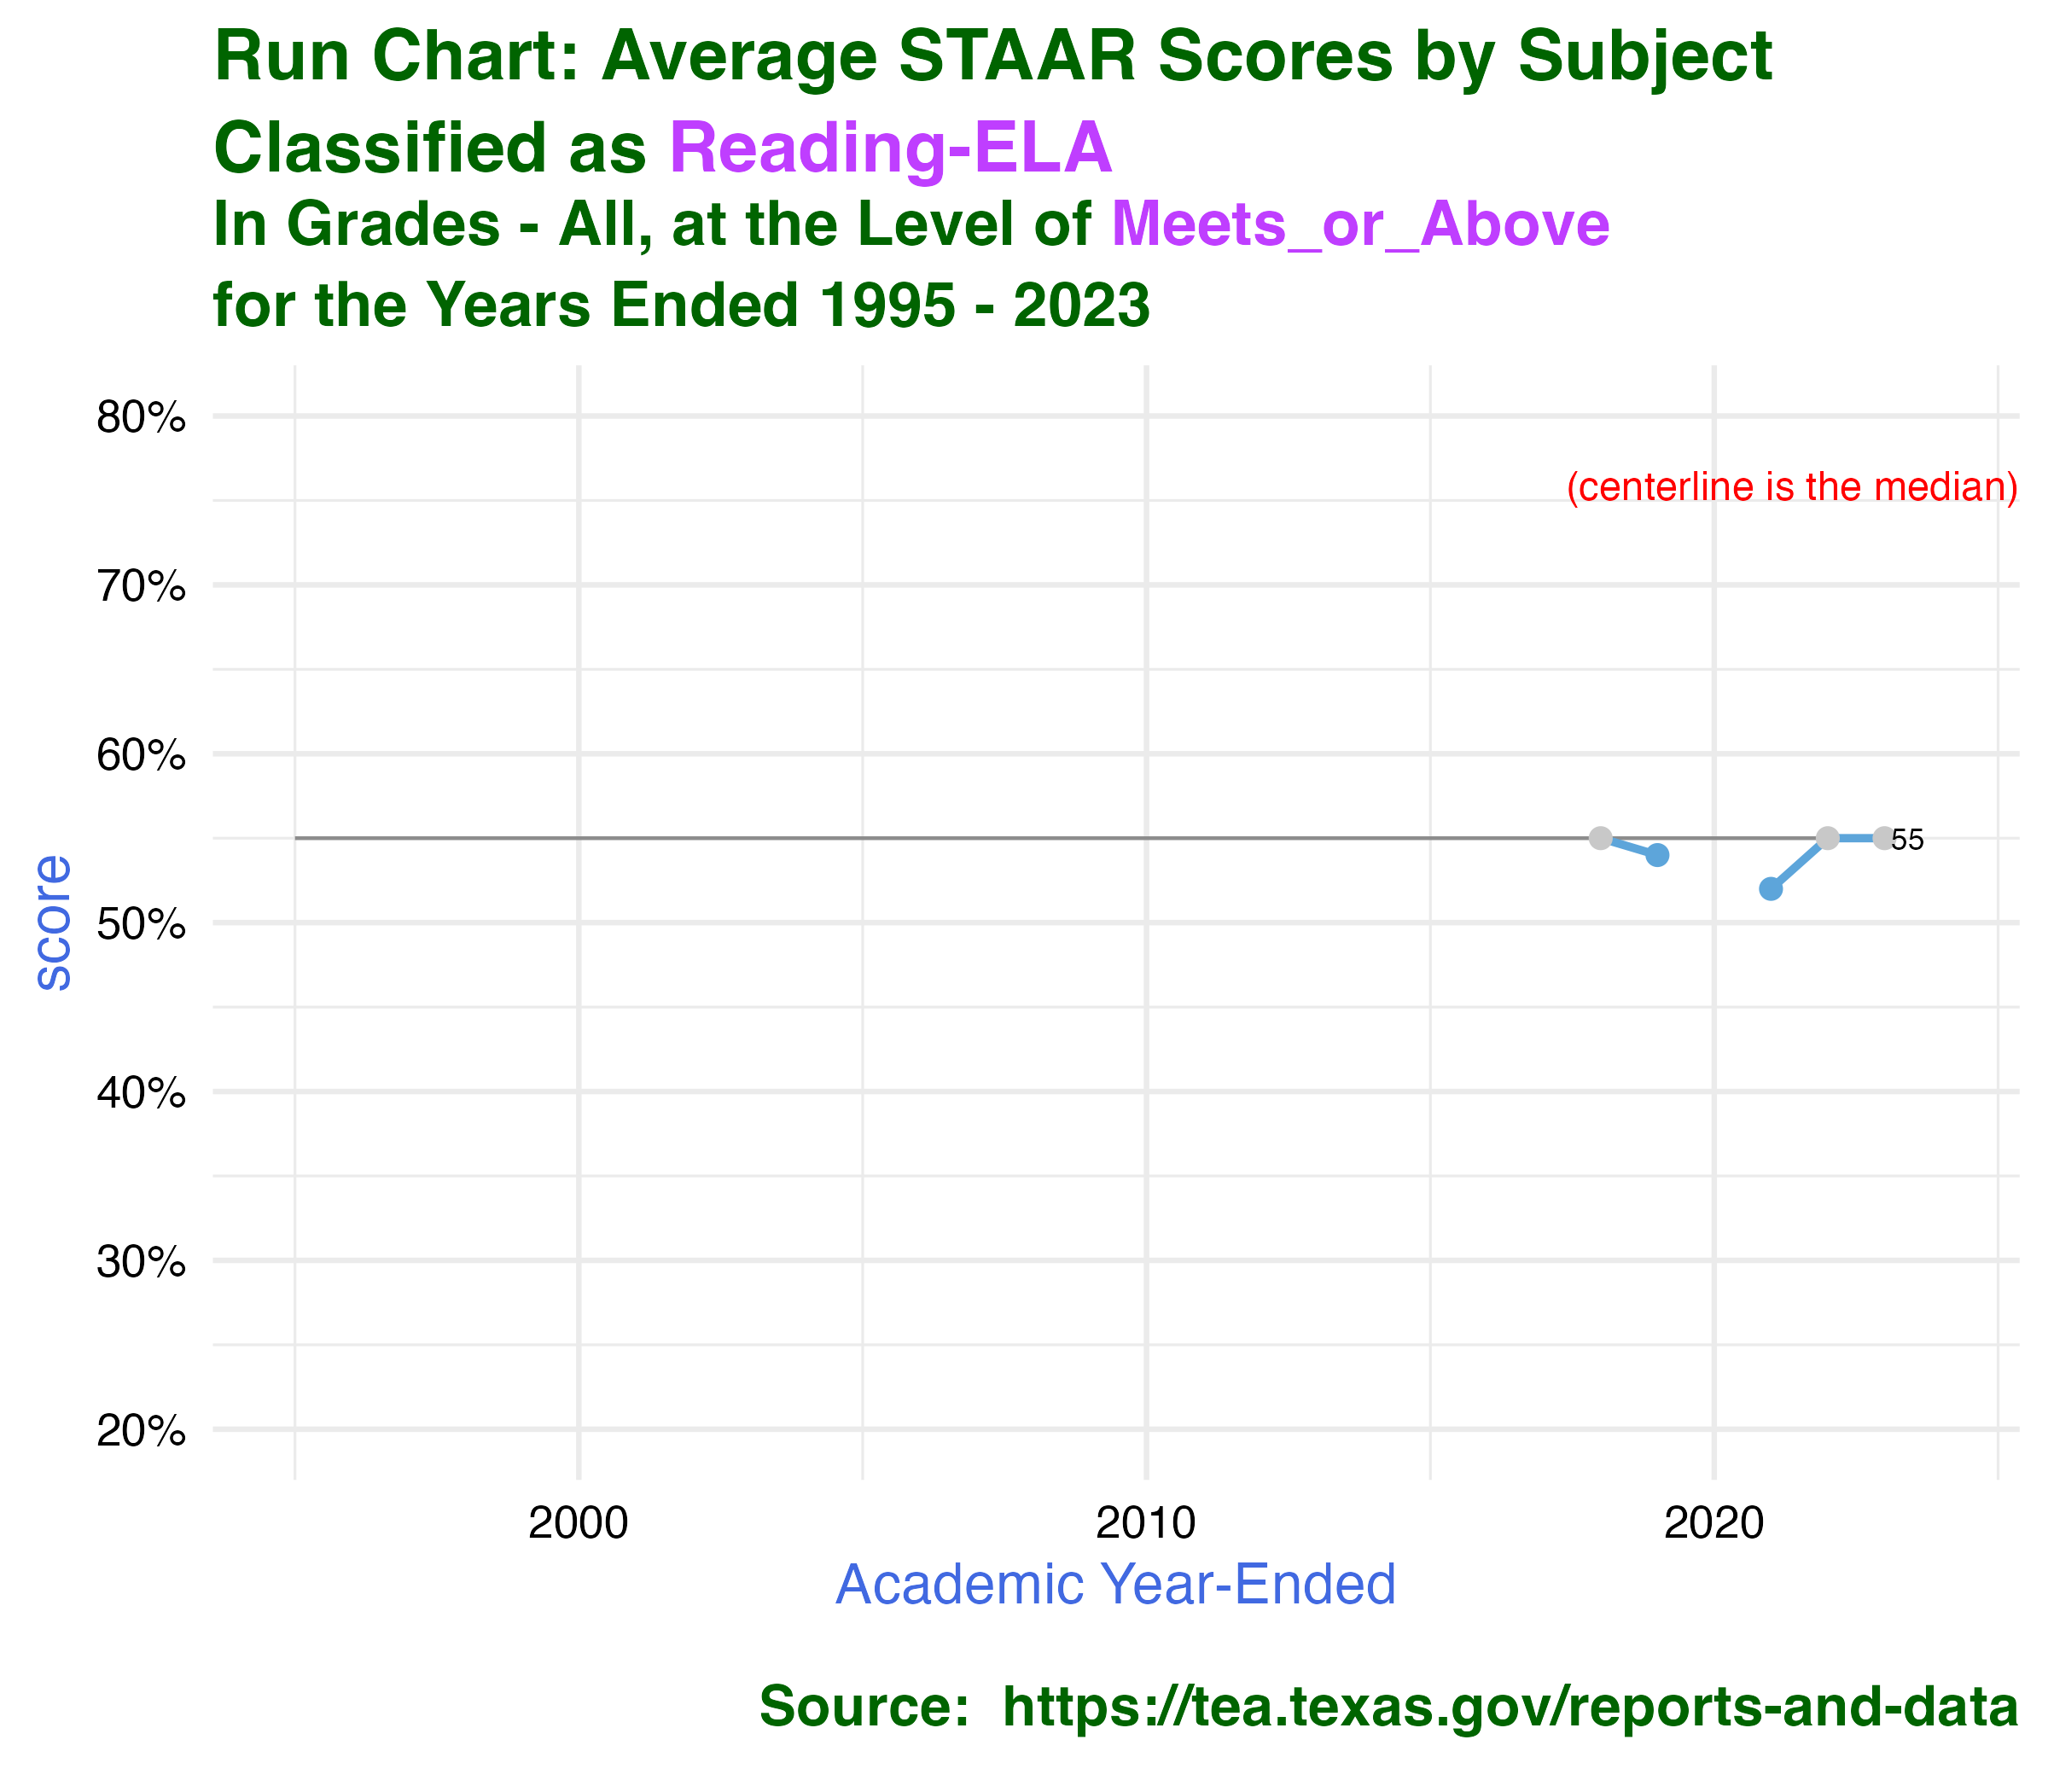 Run Chart: Average STAAR Scores by Subject
Classified as Reading-ELA
In Grades - All, at the Level of Meets_or_Above
for the Years Ended 1995 - 2023
80%
(centerline is the median)
70%
60%
55
50%
40%
30%
20%
score
2000 2010 2020
Academic Year-Ended
Source: https://tea.texas.gov/reports-and-data